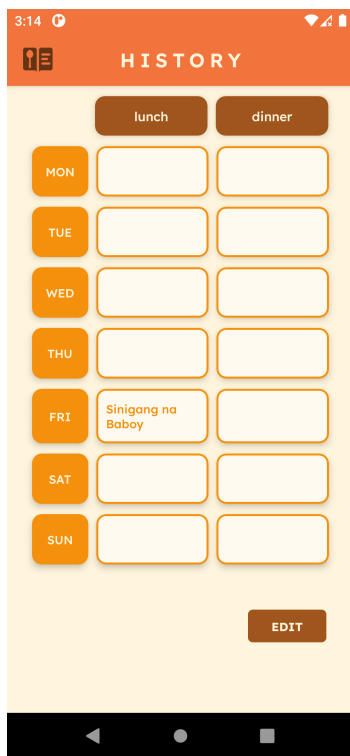 3:14
HISTORY
lunch dinner
MON
TUE
WED
THU
FRI
Sinigang na
Baboy
SAT
SUN
EDIT